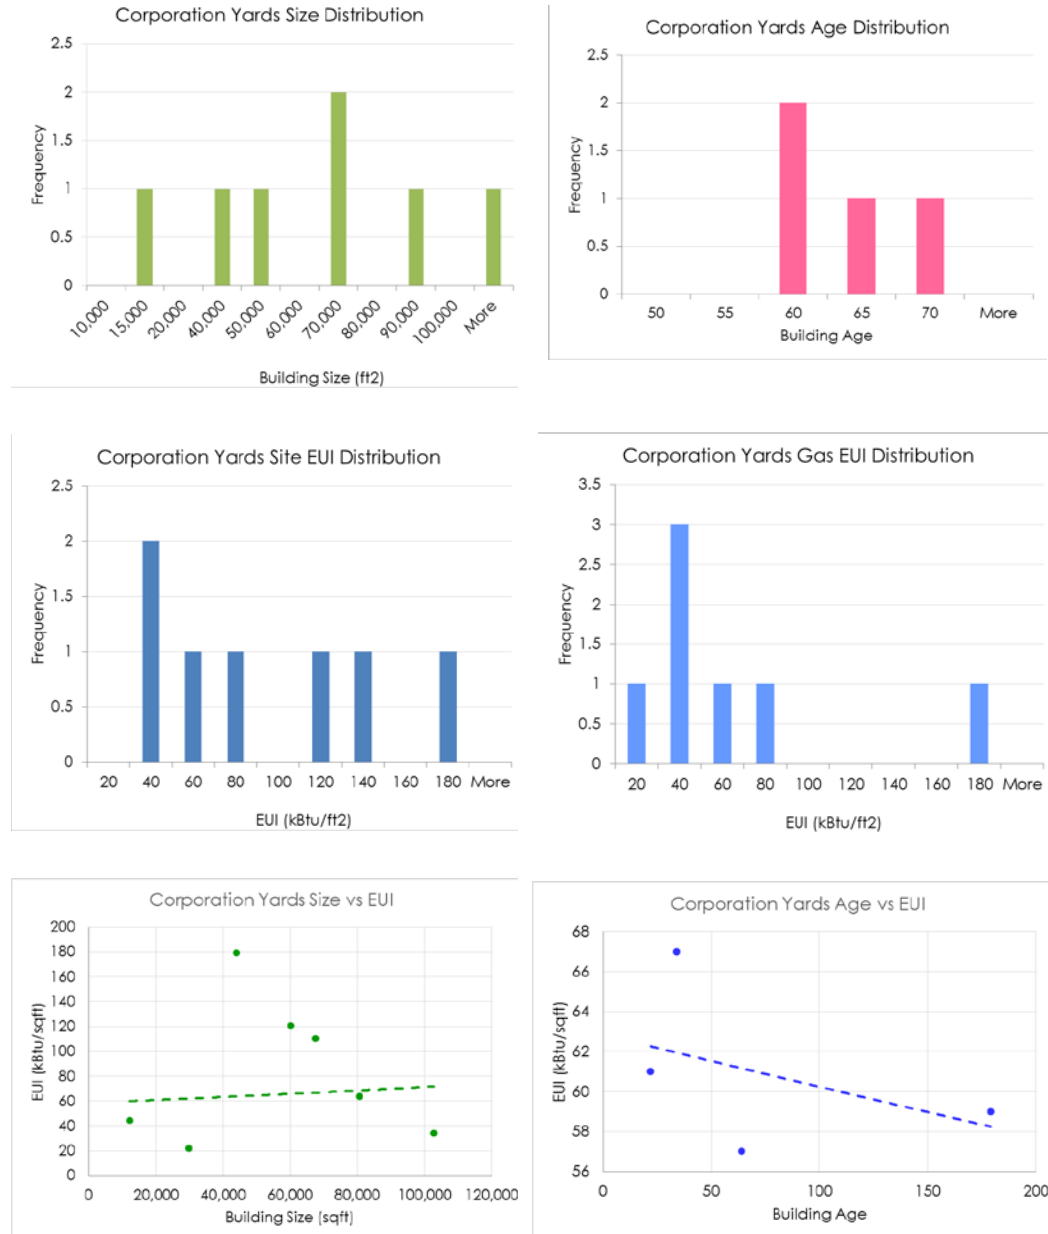 Corporation Yards Size Distribution
2.5
2
1.5
1
0.5
0
Frequency
10,000 15,000 20,000 40,000 50,000 60,000 70,000 80,000 90,000 100,000 More
Building Size (ft2)
Corporation Yards Age Distribution
2.5
2
1.5
1
0.5
0
Frequency
50 55 60 65 70 More
Building Age
Corporation Yards Site EUI Distribution
2.5
2
1.5
1
0.5
0
Frequency
20 40 60 80 100 120 140 160 180 More
EUI (kBtu/ft2)
Corporation Yards Gas EUI Distribution
3.5
3
2.5
2
1.5
1
0.5
0
Frequency
20 40 60 80 100 120 140 160 180 More
EUI (kBtu/ft2)
Corporation Yards Size vs EUI
200
180
160
140
120
100
80
60
40
20
0
EUI (kBtu/sqft)
0 20,000 40,000 60,000 80,000 100,000 120,000
Building Size (sqft)
Corporation Yards Age vs EUI
68
66
64
62
60
58
56
EUI (kBtu/sqft)
0 50 100 150 200
Building Age